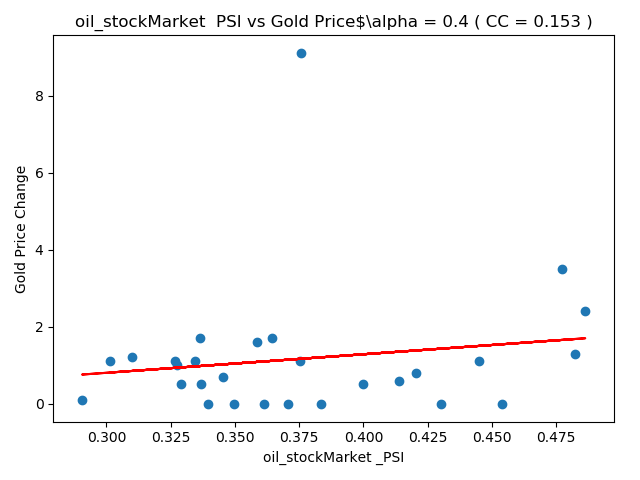 oil_stockMarket  PSI vs Gold Price$\alpha = 0.4 ( CC = 0.153 )
8
6
4
2
0
Gold Price Change
0.300 0.325 0.350 0.375 0.400 0.425 0.450 0.475
oil_stockMarket _PSI